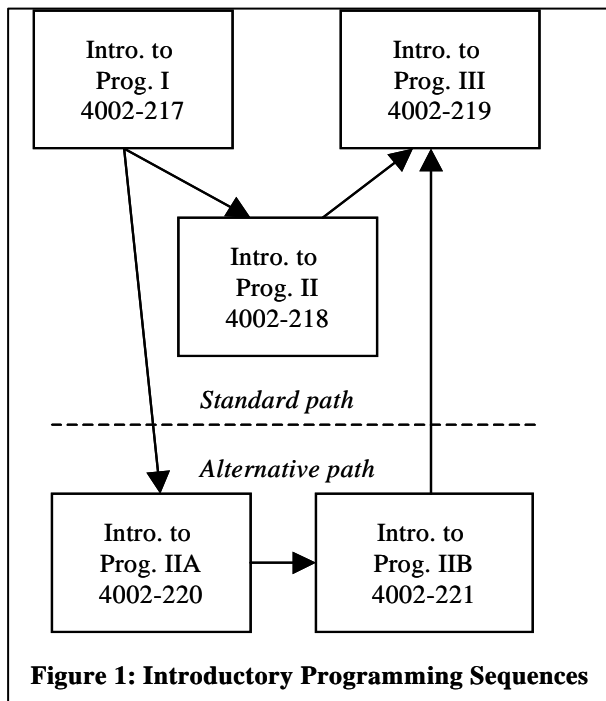 Intro. to
Prog. I
4002-217
Intro. to
Prog. III
4002-219
Intro. to
Prog. II
4002-218
Standard path
Alternative path
Intro. to
Prog. IIA
4002-220
Intro. to
Prog. IIB
4002-221
Figure 1: Introductory Programming Sequences